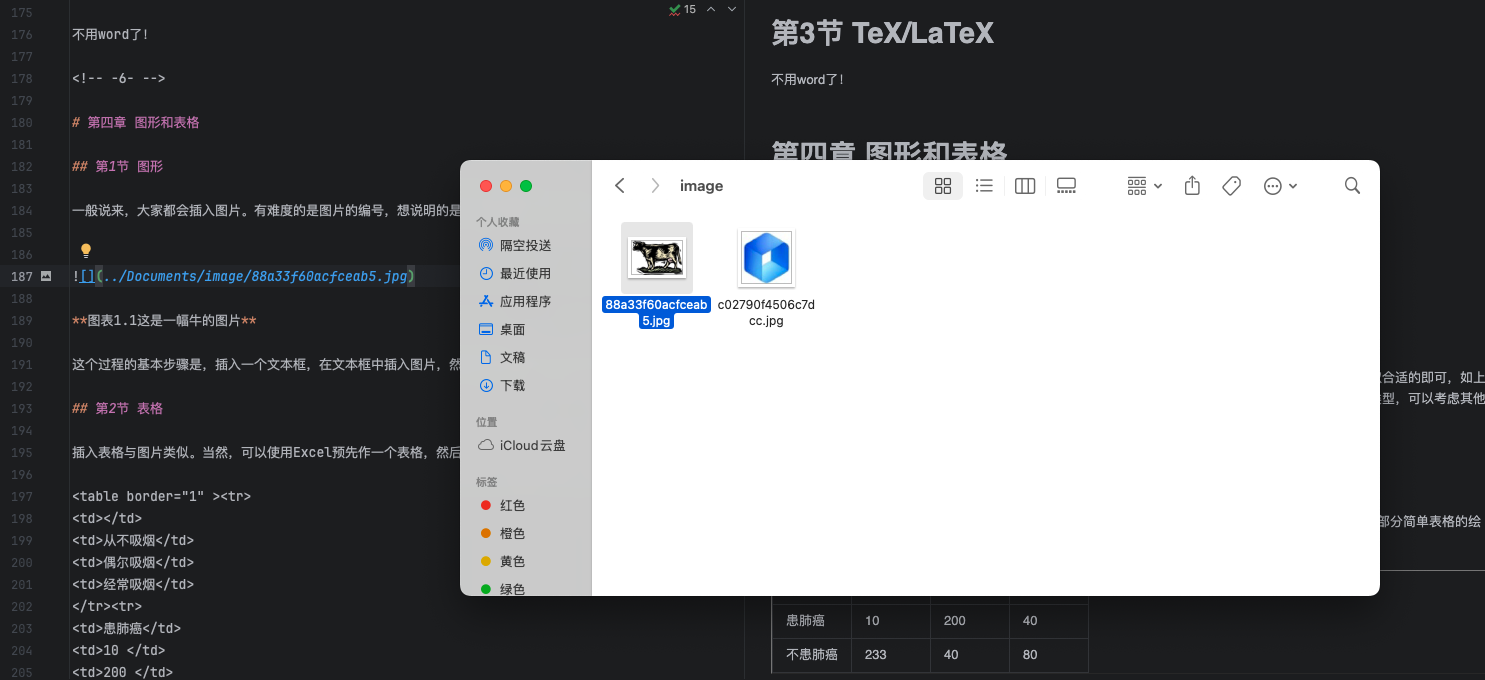 175
15
176 不用word了!
177
178 <!-- -6- -->
179
180 # 第四章 图形和表格
181
182 ## 第1节 图形
183
184 一般说来, 大家都会插入图片。有难度的是图片的编号, 想说明的是
185
186
187 ![](../Documents/image/88a33f60acfceab5.jpg)
188
189 **图表1.1这是一幅牛的图片**
190
191 这个过程的基本步骤是, 插入一个文本框, 在文本框中插入图片, 然
192
193 ## 第2节 表格
194
195 插入表格与图片类似。当然, 可以使用Excel预先作一个表格, 然后
196
197 <table border="1" ><tr>
198 <td></td>
199 <td>从不吸烟</td>
200 <td>偶尔吸烟</td>
201 <td>经常吸烟</td>
202 </tr><tr>
203 <td>患肺癌</td>
204 <td>10 </td>
205 <td>200 </td>
第3节 TeX/LaTeX
不用word了!
第四章 图形和表格
image
个人收藏
隔空投送
最近使用
应用程序
桌面
文稿
下载
位置
iCloud云盘
标签
红色
橙色
黄色
绿色
88a33f60acfceab
5.jpg
c02790f4506c7d
cc.jpg
合适的即可, 如上
型, 可以考虑其他
部分简单表格的绘
患肺癌 10 200 40
不患肺癌 233 40 80